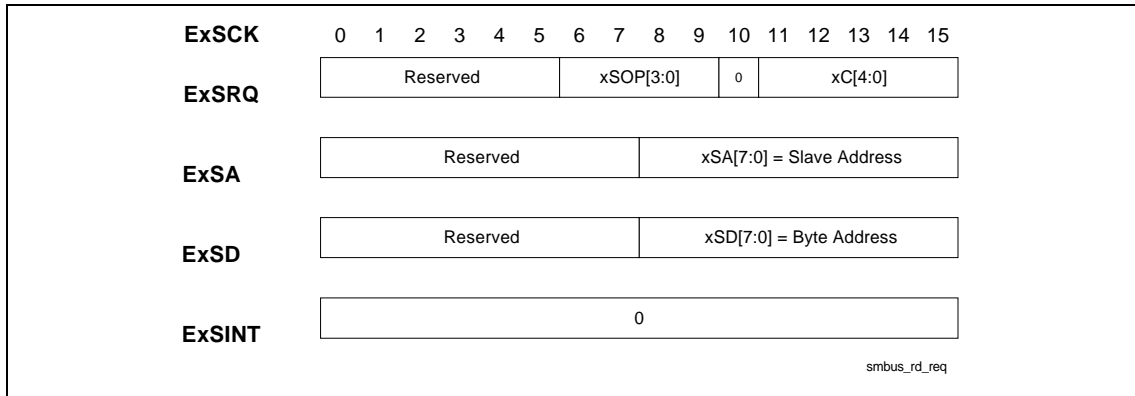 ExSCK 0 1 2 3 4 5 6 7 8 9 10 11 12 13 14 15
ExSRQ Reserved xSOP[3:0] 0 xC[4:0]
ExSA Reserved xSA[7:0] = Slave Address
ExSD Reserved xSD[7:0] = Byte Address
ExSINT 0
smbus_rd_req